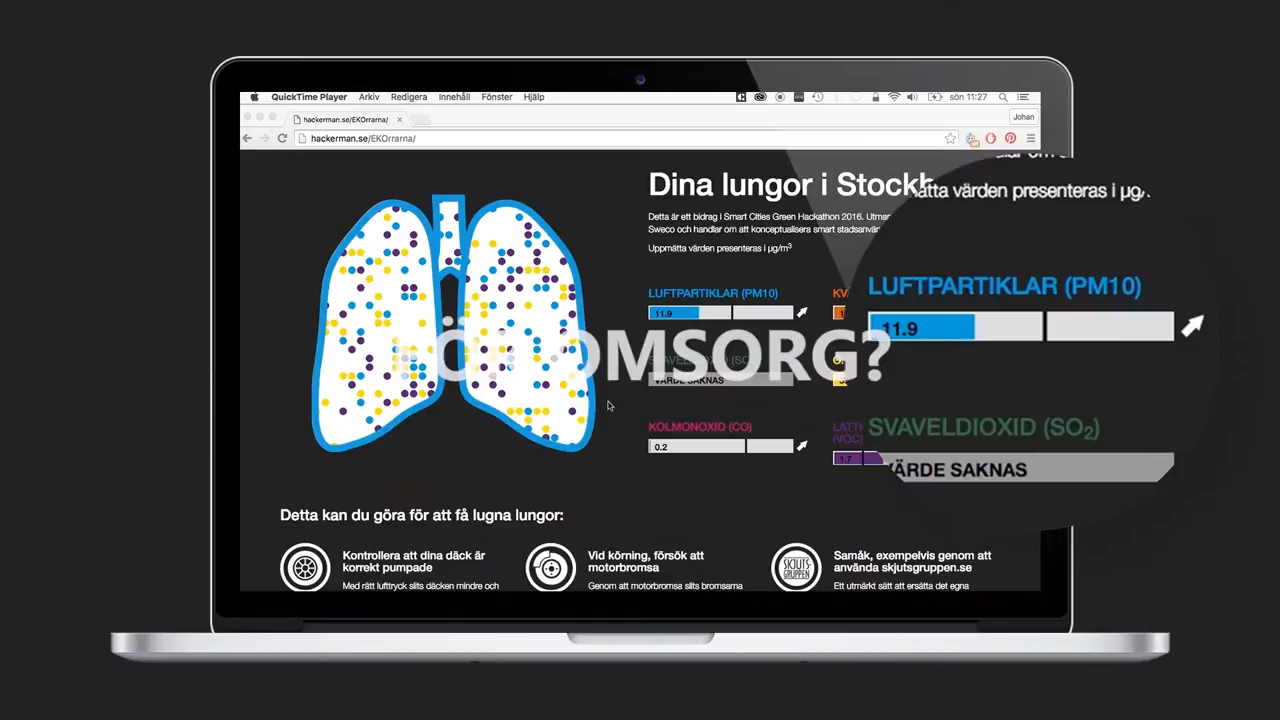 QuickTime Player Arkiv Redigera Innehåll Fönster Hjälp
sön 11:27
hackerman.se/EKOrrarna/
Johan
hackerman.se/EKOrrarna/
Dina lungor i
Detta är ett bidrag i Smart Cities Green Hackathon 2016.
Sweco och handlar om att konceptualisera smart
Uppmätta värden presenteras i µg/m³
värden presenteras i µg
LUFTPARTIKLAR (PM10)
11.9
LUFTPARTIKLAR (PM10)
11.9
OMSORG?
VÄRDE SAKNAS
SVAVELDIOXID (SO₂)
VÄRDE SAKNAS
KOLMONOXID (CO)
0.2
(VOC)
1.7
Detta kan du göra för att få lugna lungor:
Kontrollera att dina däck är
korrekt pumpade
Med rätt lufttryck slits däcken mindre och
Vid körning, försök att
motorbromsa
Genom att motorbromsa slits bromsarna
SKJUTS
GRUPPEN
Samåk, exempelvis genom att
använda skjutsgruppen.se
Ett utmärkt sätt att ersätta det egna